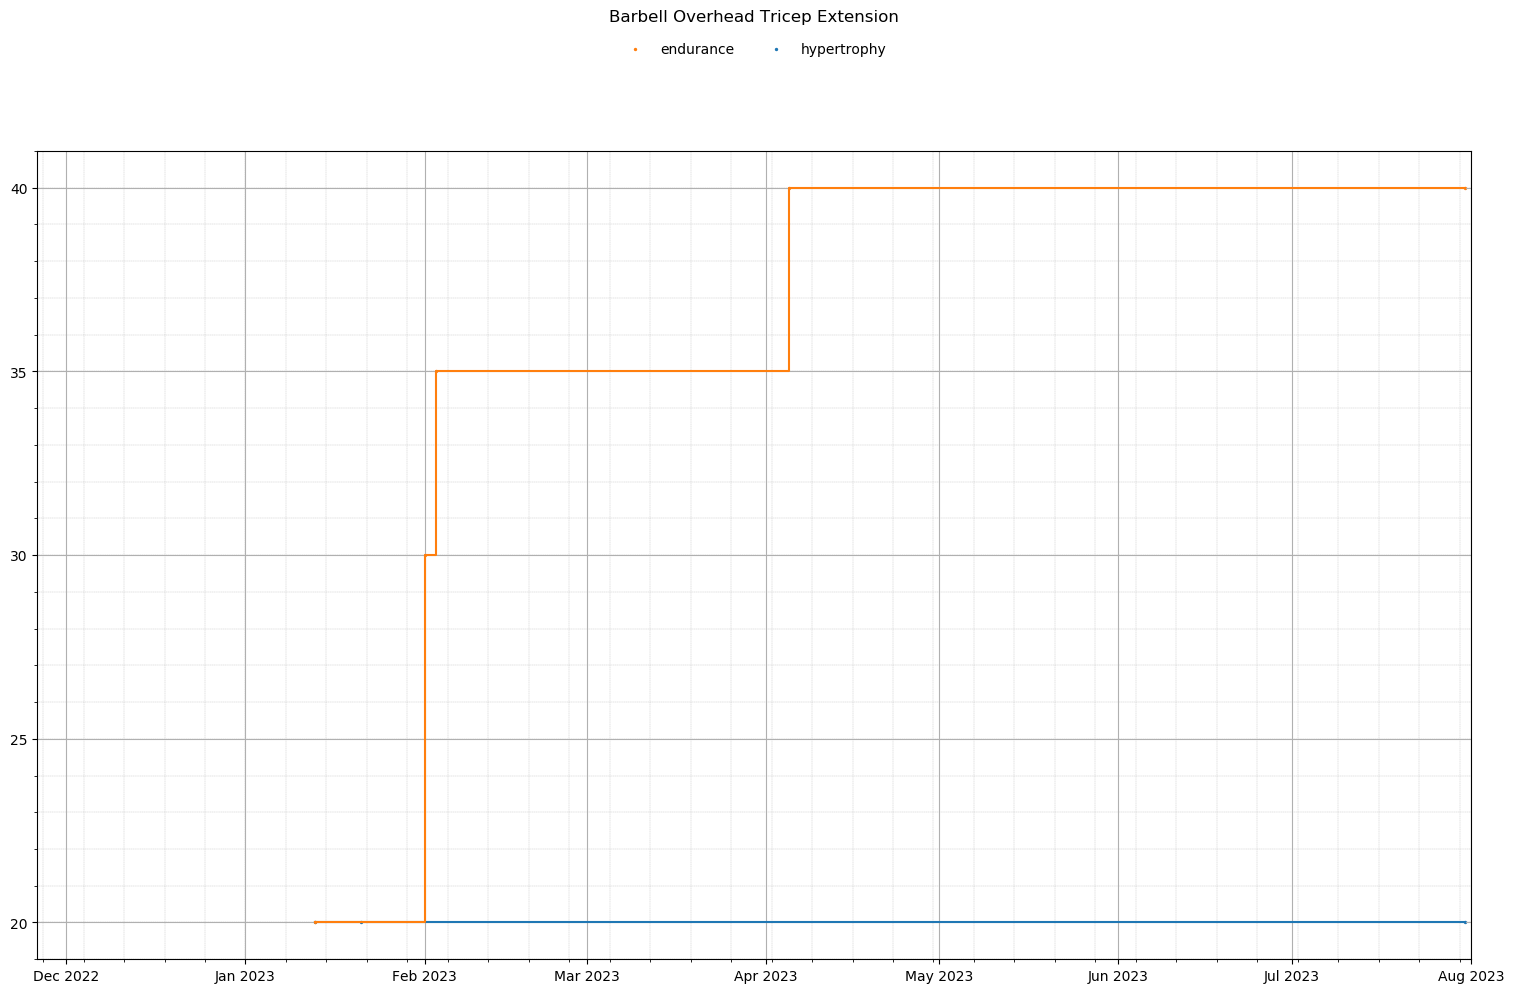 Barbell Overhead Tricep Extension
endurance hypertrophy
40
35
30
25
20
Dec 2022 Jan 2023 Feb 2023 Mar 2023 Apr 2023 May 2023 Jun 2023 Jul 2023 Aug 2023